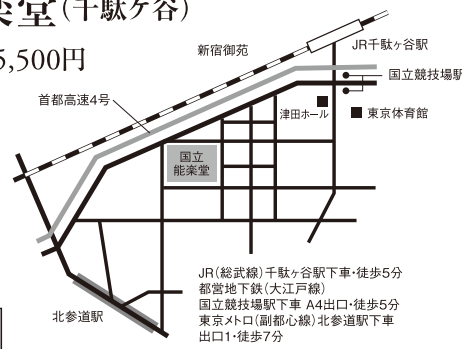 楽堂(千駄ヶ谷)
5,500円
新宿御苑
JR千駄ヶ谷駅
国立競技場駅
首都高速4号
津田ホール
東京体育館
国立
能楽堂
JR(総武線)千駄ヶ谷駅下車・徒歩5分
都営地下鉄(大江戸線)
国立競技場駅下車 A4出口・徒歩5分
東京メトロ(副都心線)北参道駅下車
出口1・徒歩7分
北参道駅